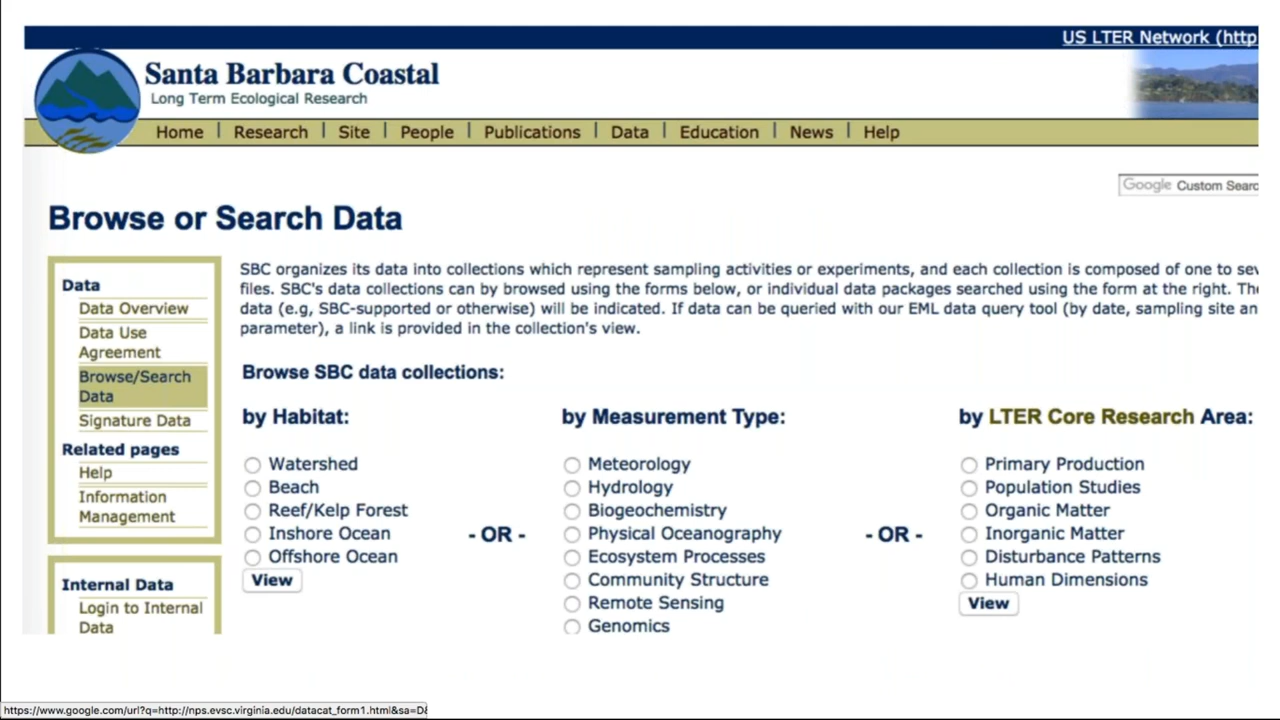 US LTER Network (http
Santa Barbara Coastal
Long Term Ecological Research
Home | Research | Site | People | Publications | Data | Education | News | Help
Google Custom Searc
Browse or Search Data
Data
Data Overview
Data Use
Agreement
Browse/Search
Data
Signature Data
Related pages
Help
Information
Management
Internal Data
Login to Internal
Data
SBC organizes its data into collections which represent sampling activities or experiments, and each collection is composed of one to sev
files. SBC's data collections can by browsed using the forms below, or individual data packages searched using the form at the right. The
data (e.g, SBC-supported or otherwise) will be indicated. If data can be queried with our EML data query tool (by date, sampling site an
parameter), a link is provided in the collection's view.
Browse SBC data collections:
by Habitat:
Watershed
Beach
Reef/Kelp Forest
Inshore Ocean
Offshore Ocean
View
- OR -
by Measurement Type:
Meteorology
Hydrology
Biogeochemistry
Physical Oceanography
Ecosystem Processes
Community Structure
Remote Sensing
Genomics
- OR -
by LTER Core Research Area:
Primary Production
Population Studies
Organic Matter
Inorganic Matter
Disturbance Patterns
Human Dimensions
View
https://www.google.com/url?q=http://nps.evsc.virginia.edu/datacat_form1.html&sa=D&